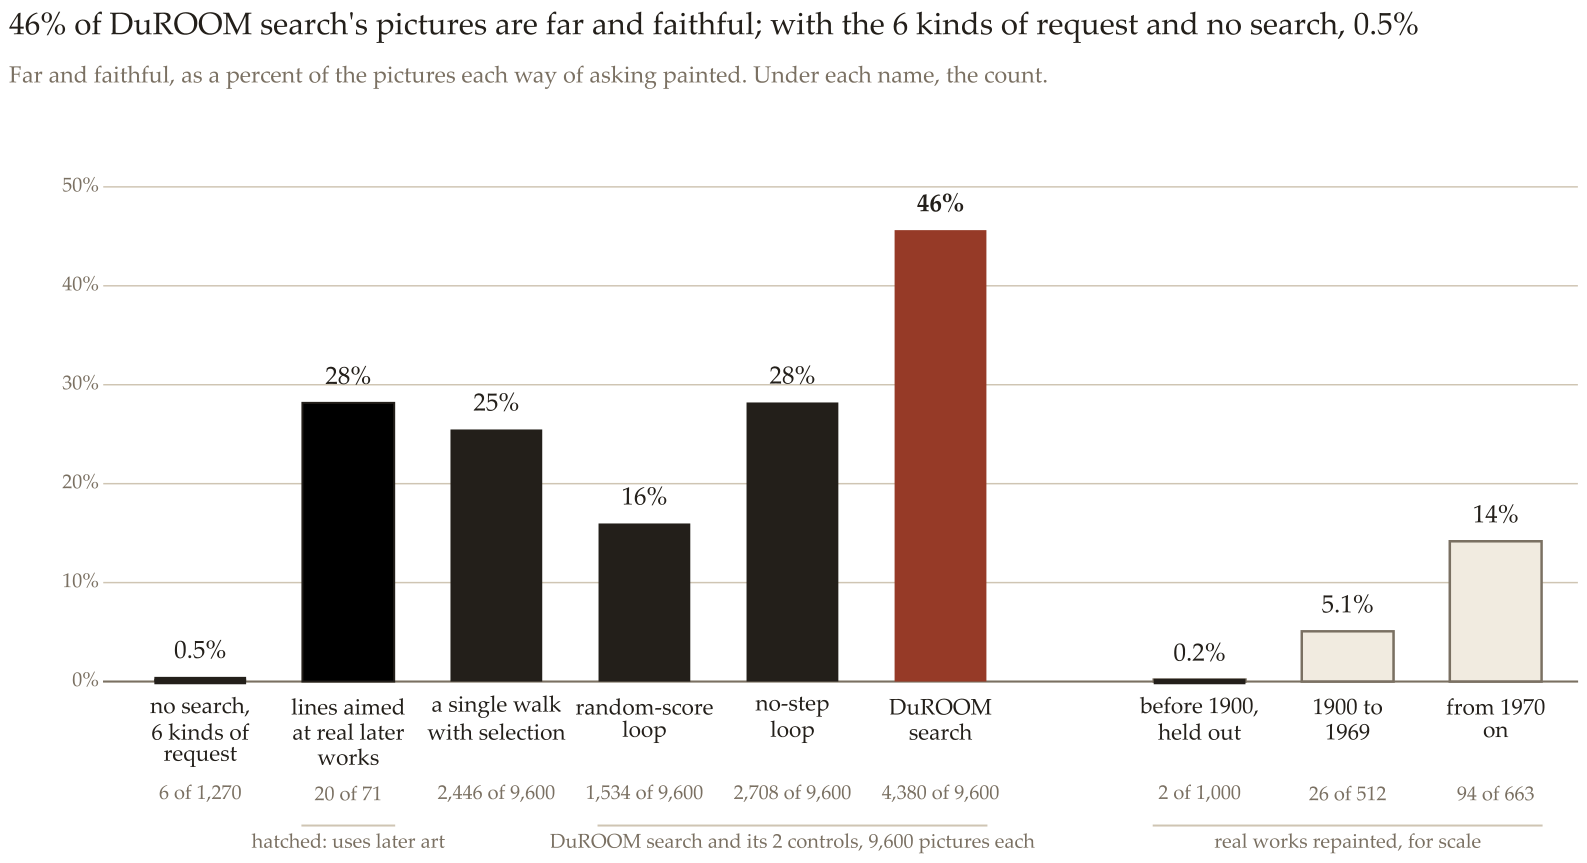 46% of DuROOM search's pictures are far and faithful; with the 6 kinds of request and no search, 0.5%
Far and faithful, as a percent of the pictures each way of asking painted. Under each name, the count.
50%
40%
30%
20%
10%
0%
0.5%
28%
25%
16%
28%
46%
0.2%
5.1%
14%
no search,
6 kinds of
request
6 of 1,270
lines aimed
at real later
works
20 of 71
a single walk
with selection
2,446 of 9,600
random-score
loop
1,534 of 9,600
no-step
loop
2,708 of 9,600
DuROOM
search
4,380 of 9,600
before 1900,
held out
2 of 1,000
1900 to
1969
26 of 512
from 1970
on
94 of 663
hatched: uses later art
DuROOM search and its 2 controls, 9,600 pictures each
real works repainted, for scale